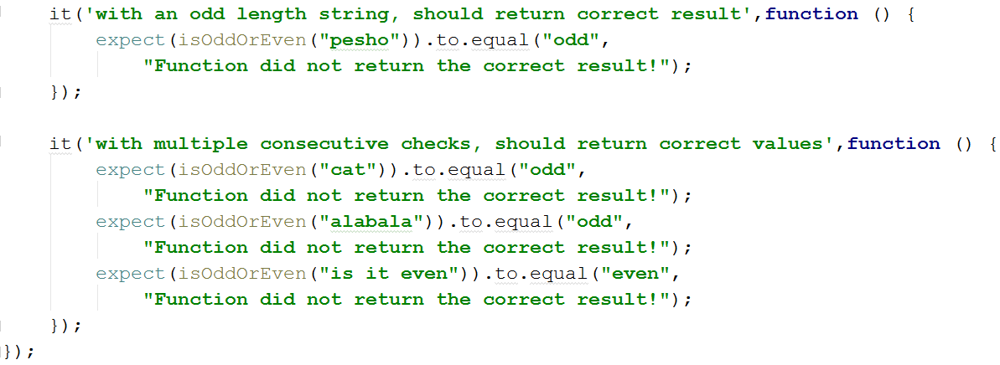 it('with an odd length string, should return correct result',function () {
expect(isOddOrEven("pesho")).to.equal("odd",
"Function did not return the correct result!");
});
it('with multiple consecutive checks, should return correct values',function () {
expect(isOddOrEven("cat")).to.equal("odd",
"Function did not return the correct result!");
expect(isOddOrEven("alabala")).to.equal("odd",
"Function did not return the correct result!");
expect(isOddOrEven("is it even")).to.equal("even",
"Function did not return the correct result!");
});
});